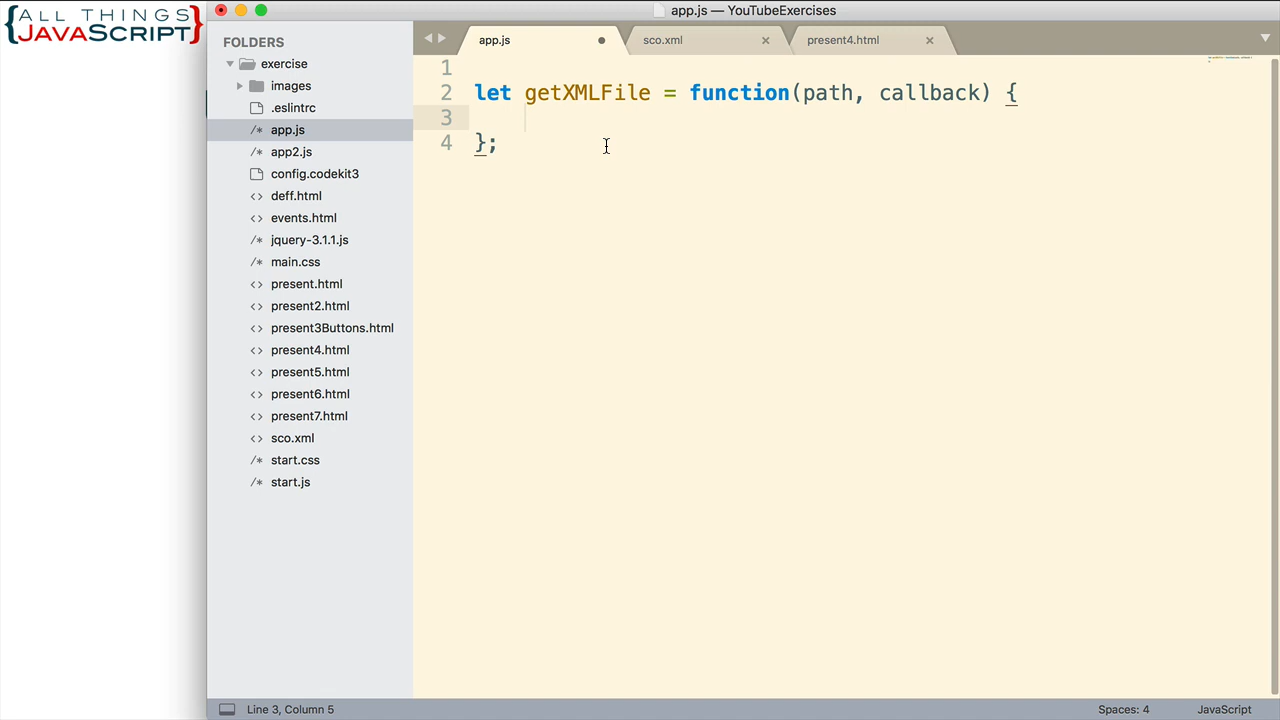 {ALL THINGS
JAVASCRIPT}
app.js — YouTubeExercises
FOLDERS
exercise
images
.eslintrc
/* app.js
/* app2.js
config.codekit3
<> deff.html
<> events.html
/* jquery-3.1.1.js
/* main.css
<> present.html
<> present2.html
<> present3Buttons.html
<> present4.html
<> present5.html
<> present6.html
<> present7.html
<> sco.xml
/* start.css
/* start.js
app.js
sco.xml
present4.html
1
2 let getXMLFile = function(path, callback) {
3
4 };
Line 3, Column 5
Spaces: 4
JavaScript